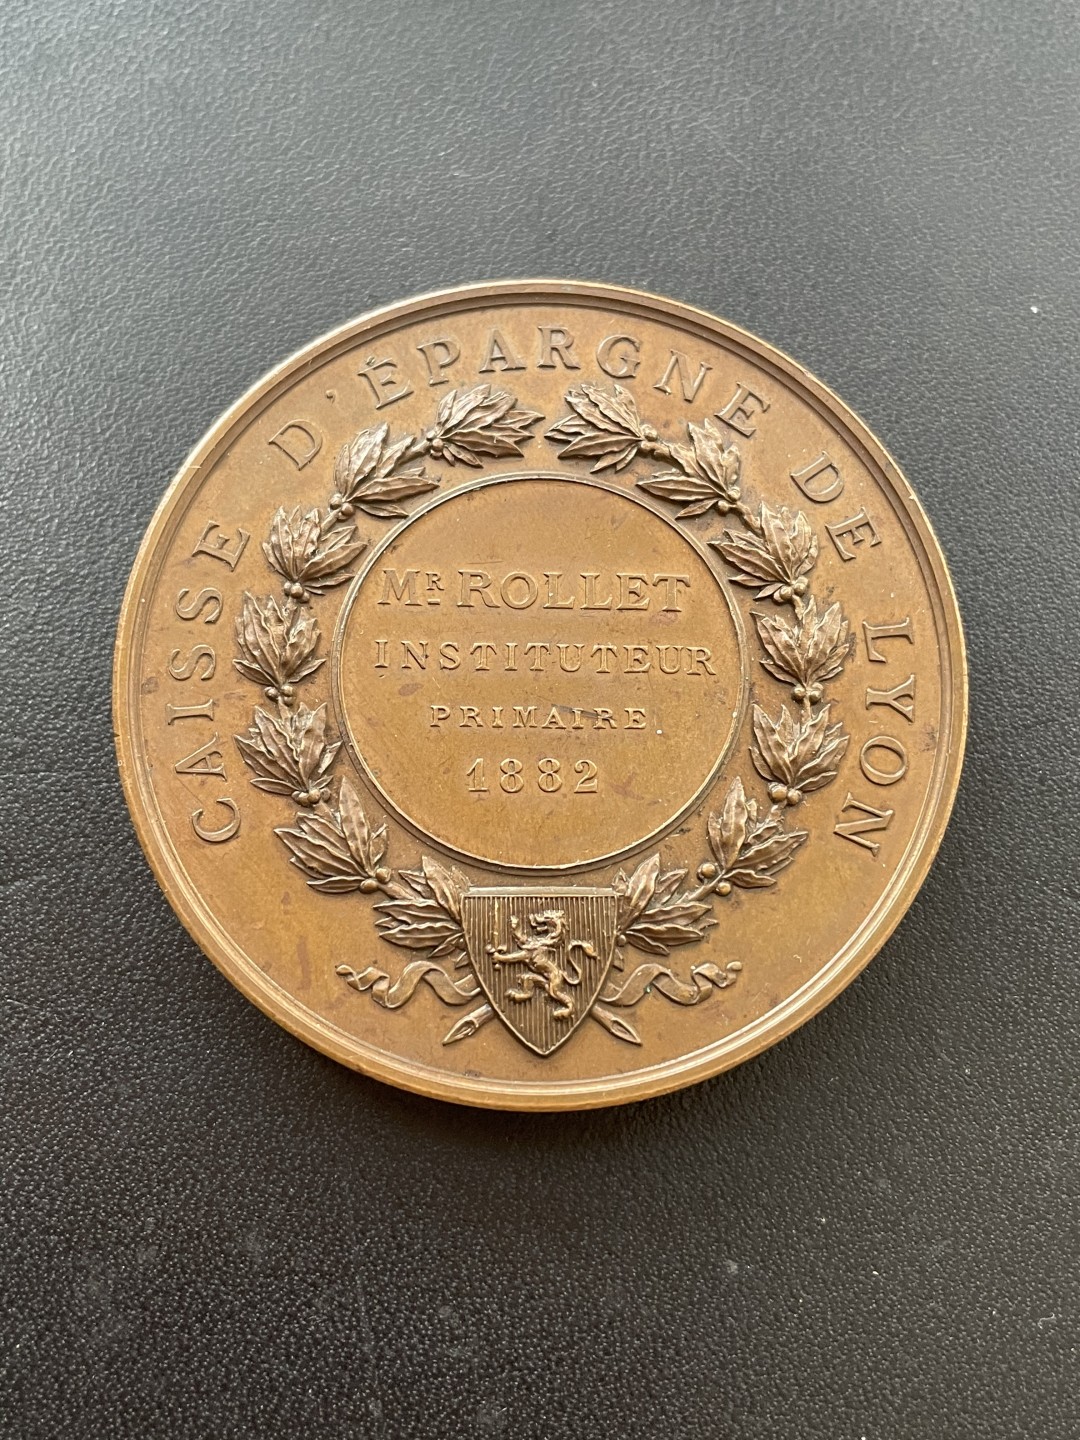 CAISSE D'ÉPARGNE DE LYON
MR ROLLET
INSTITUTEUR
PRIMAIRE
1882